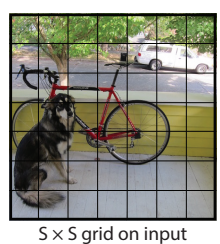 S × S grid on input